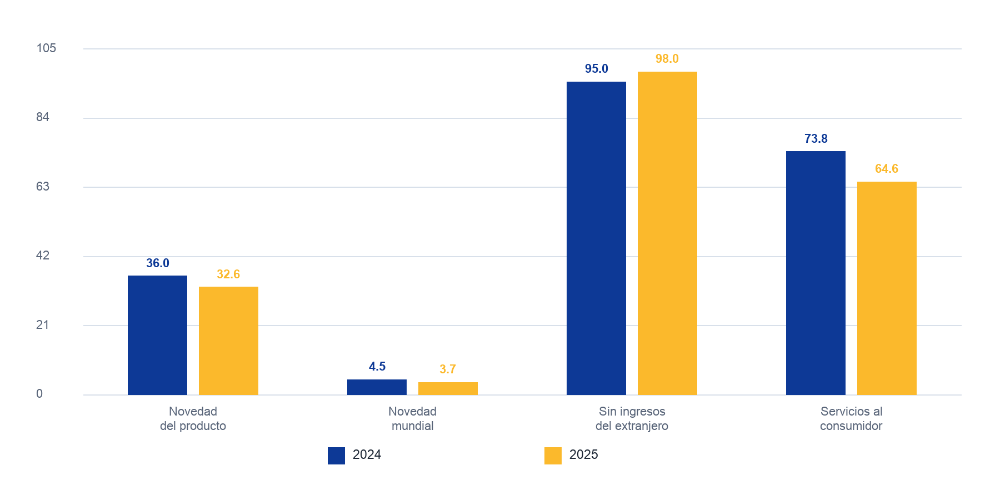 105
84
63
42
21
0
36.0
32.6
4.5
3.7
95.0
98.0
73.8
64.6
Novedad
del producto
Novedad
mundial
Sin ingresos
del extranjero
Servicios al
consumidor
2024
2025